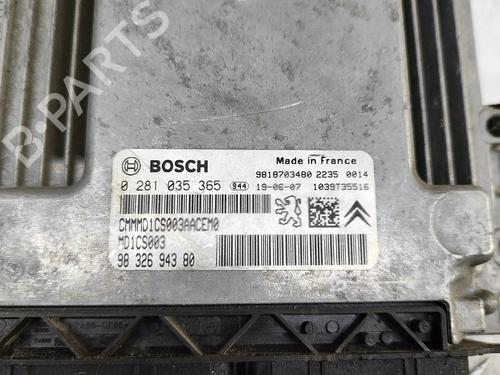 B-PARTS
BOSCH
Made in France
9818703480 2235 0014
0 281 035 365 S44 19-06-07 1039T35516
CMMMD1CS003AACEM0
MD1CS003
98 326 943 80